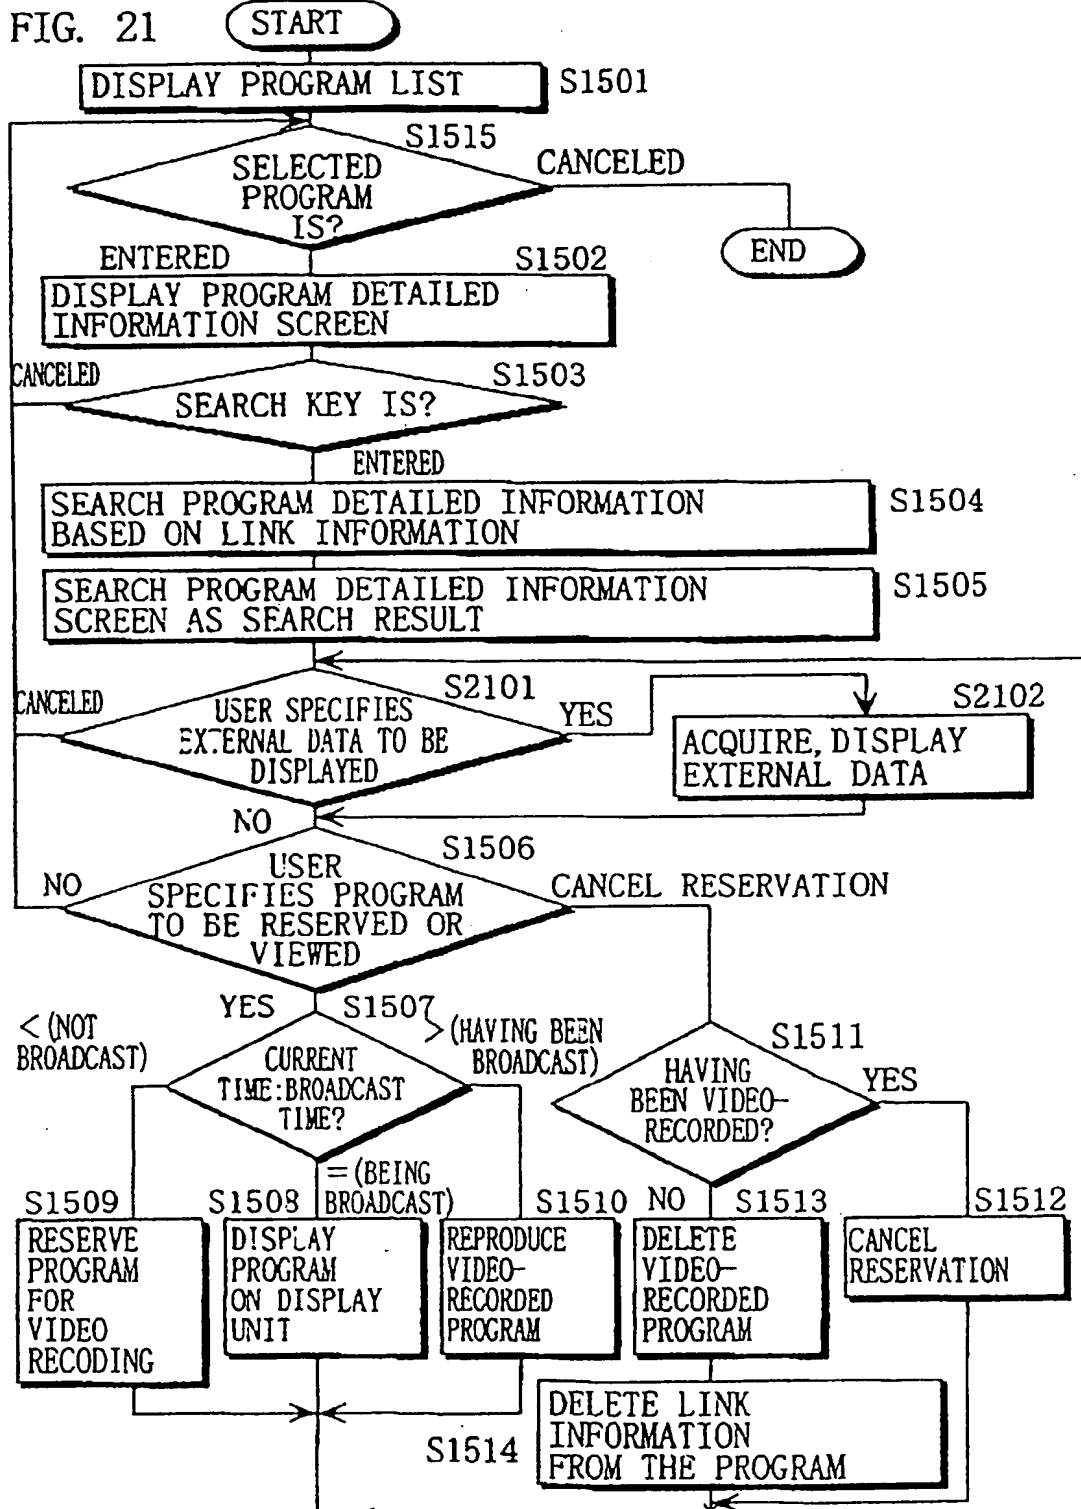 FIG. 21
START
DISPLAY PROGRAM LIST
S1501
S1515
SELECTED
PROGRAM
IS?
CANCELED
END
ENTERED
S1502
DISPLAY PROGRAM DETAILED
INFORMATION SCREEN
CANCELED
S1503
SEARCH KEY IS?
ENTERED
SEARCH PROGRAM DETAILED INFORMATION
BASED ON LINK INFORMATION
S1504
SEARCH PROGRAM DETAILED INFORMATION
SCREEN AS SEARCH RESULT
S1505
CANCELED
S2101
USER SPECIFIES
EXTERNAL DATA TO BE
DISPLAYED
YES
S2102
ACQUIRE, DISPLAY
EXTERNAL DATA
NO
S1506
NO
USER
SPECIFIES PROGRAM
TO BE RESERVED OR
VIEWED
CANCEL RESERVATION
YES
S1507
< (NOT
BROADCAST)
> (HAVING BEEN
BROADCAST)
CURRENT
TIME:BROADCAST
TIME?
S1511
HAVING
BEEN VIDEO-
RECORDED?
YES
= (BEING
BROADCAST)
S1509
S1508
S1510
NO
S1513
S1512
RESERVE
PROGRAM
FOR
VIDEO
RECODING
DISPLAY
PROGRAM
ON DISPLAY
UNIT
REPRODUCE
VIDEO-
RECORDED
PROGRAM
DELETE
VIDEO-
RECORDED
PROGRAM
CANCEL
RESERVATION
S1514
DELETE LINK
INFORMATION
FROM THE PROGRAM